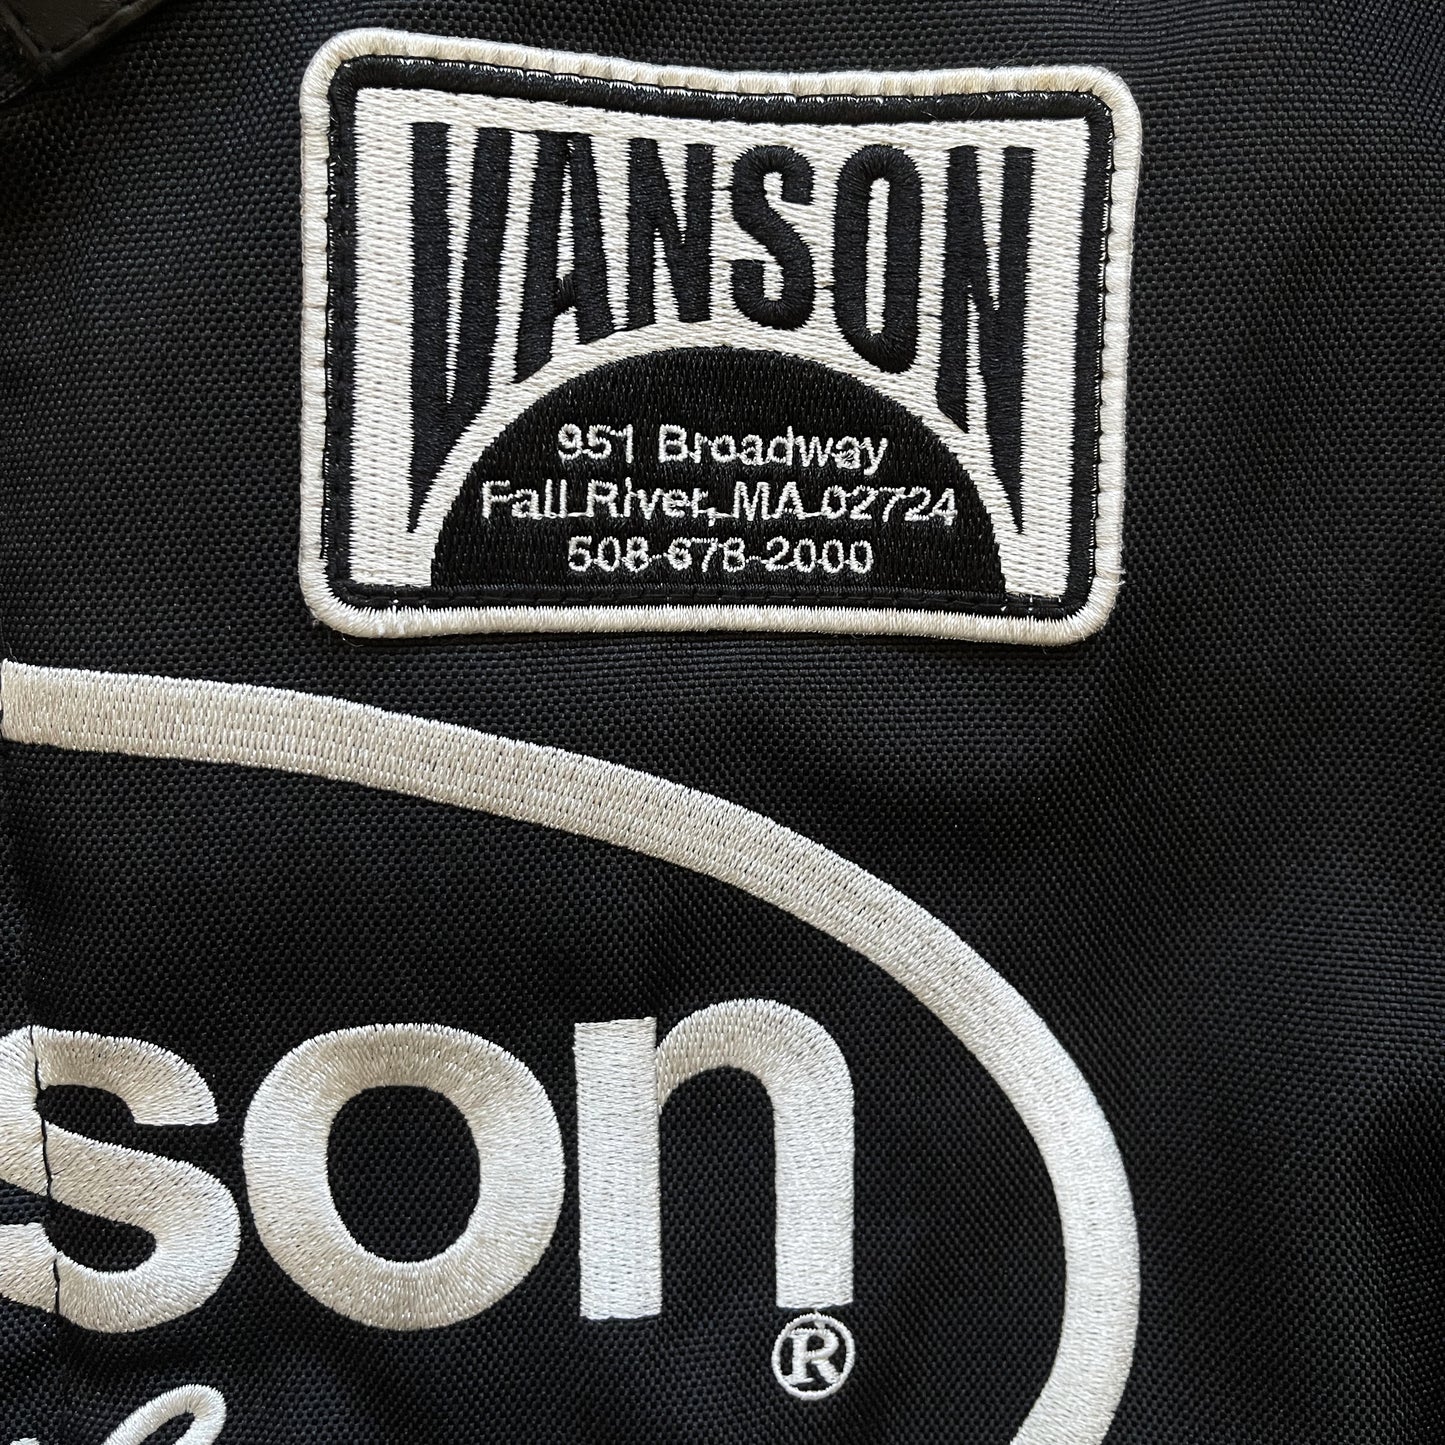 VANSON
951 Broadway
Fall River, MA 02724
508-678-2000
son
®